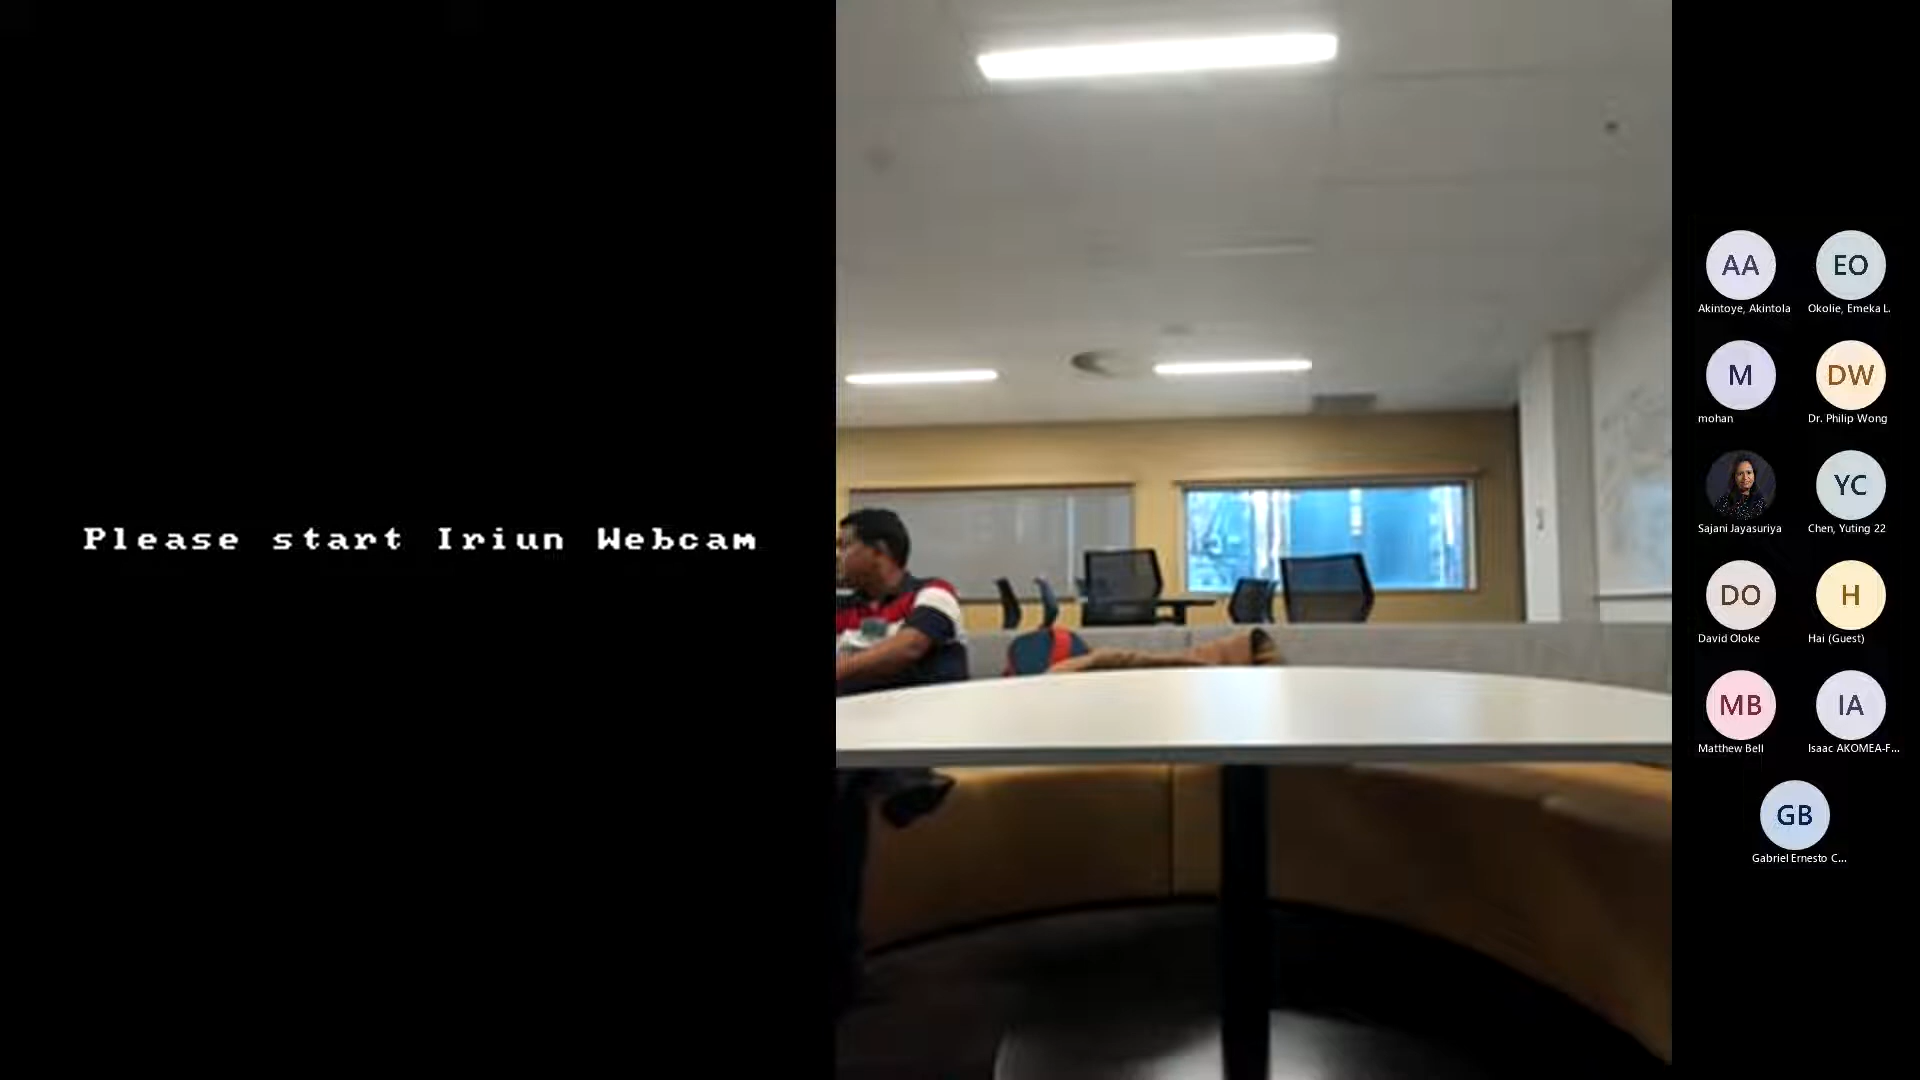 Please start Iriun Webcam
AA
EO
Akintoye, Akintola
Okolie, Emeka L.
M
DW
mohan
Dr. Philip Wong
YC
Sajani Jayasuriya
Chen, Yuting 22
DO
H
David Oloke
Hai (Guest)
MB
IA
Matthew Bell
Isaac AKOMEA-F...
GB
Gabriel Ernesto C...